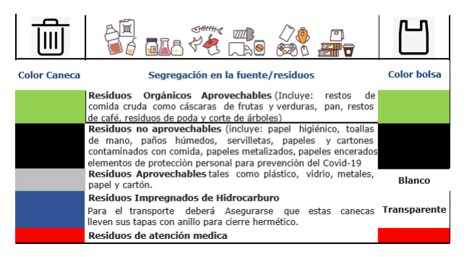 Color Caneca
Segregación en la fuente/residuos
Color bolsa
Residuos Orgánicos Aprovechables (Incluye: restos de
comida cruda como cáscaras de frutas y verduras, pan, restos
de café, residuos de poda y corte de árboles)
Residuos no aprovechables (incluye: papel higiénico, toallas
de mano, paños húmedos, servilletas, papeles y cartones
contaminados con comida, papeles metalizados, papeles encerados
elementos de protección personal para prevención del Covid-19
Residuos Aprovechables tales como plástico, vidrio, metales,
papel y cartón.
Blanco
Residuos Impregnados de Hidrocarburo
Para el transporte deberá Asegurarse que estas canecas
lleven sus tapas con anillo para cierre hermético.
Transparente
Residuos de atención medica